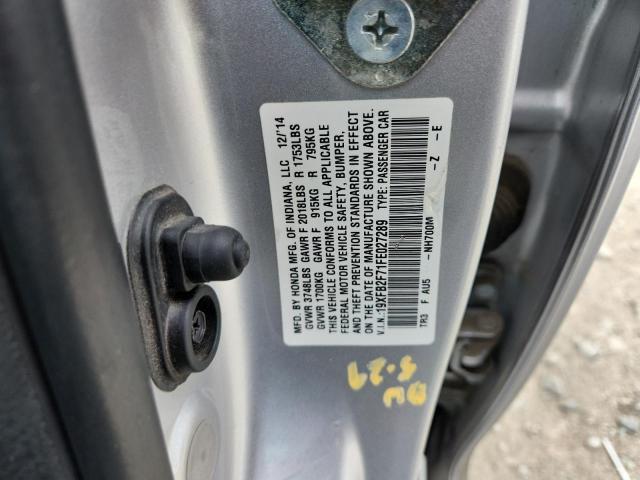 MFD. BY HONDA MFG. OF INDIANA, LLC 12/14
GVWR 3748LBS GAWR F 2018LBS R 1753LBS
GVWR 1700KG GAWR F 915KG R 795KG
THIS VEHICLE CONFORMS TO ALL APPLICABLE
FEDERAL MOTOR VEHICLE SAFETY, BUMPER,
AND THEFT PREVENTION STANDARDS IN EFFECT
ON THE DATE OF MANUFACTURE SHOWN ABOVE.
V.I.N.:19XFB2F71FE027289 TYPE: PASSENGER CAR
-NH700M -Z -E
TR3 F AU5
5-29